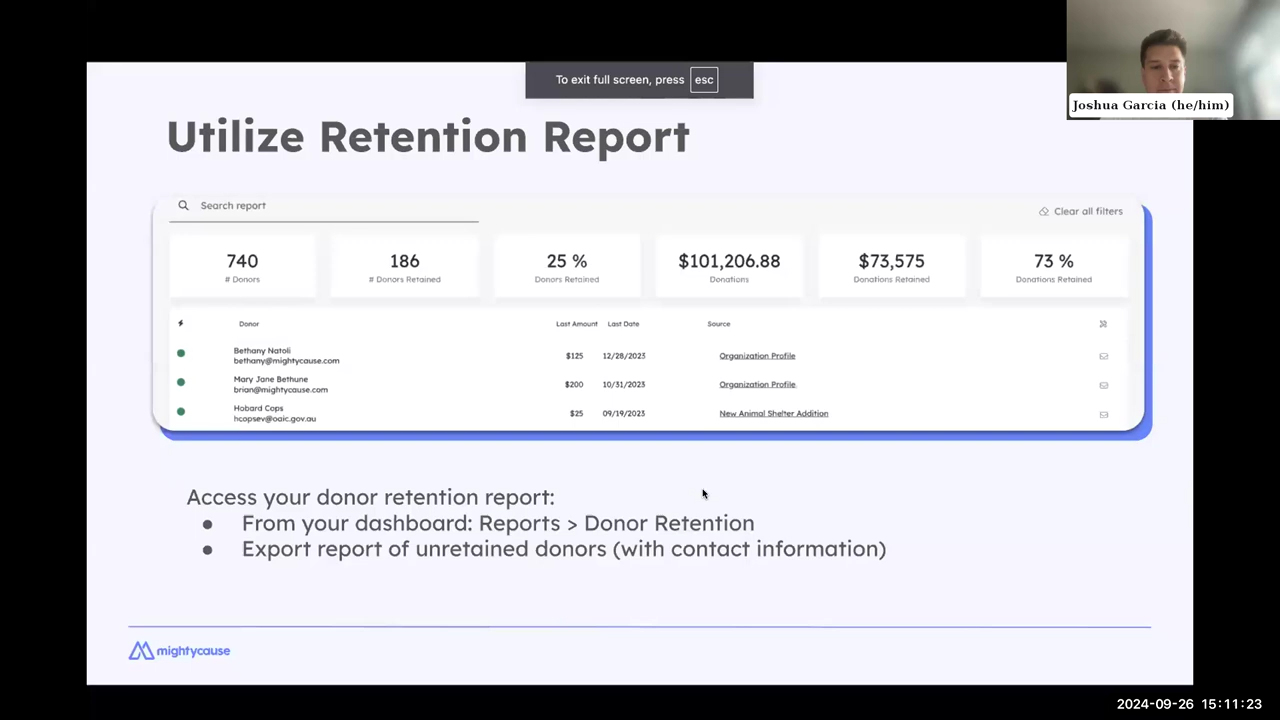 To exit full screen, press esc
Joshua Garcia (he/him)
Utilize Retention Report
Search report
Clear all filters
740 186 25 % $101,206.88 $73,575 73 %
# Donors # Donors Retained Donors Retained Donations Donations Retained Donations Retained
Donor Last Amount Last Date Source
Bethany Natoli
bethany@mightycause.com $125 12/28/2023 Organization Profile
Mary Jane Bethune
brian@mightycause.com $200 10/31/2023 Organization Profile
Hobard Cops
hcopsev@oaic.gov.au $25 09/19/2023 New Animal Shelter Addition
Access your donor retention report:
● From your dashboard: Reports > Donor Retention
● Export report of unretained donors (with contact information)
mightycause
2024-09-26 15:11:23